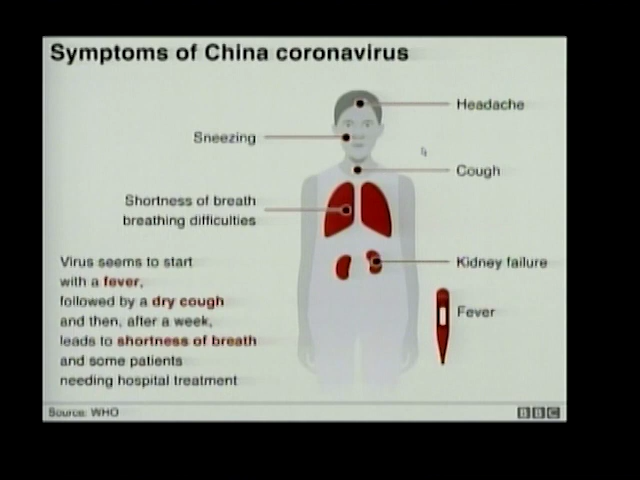 Symptoms of China coronavirus
Headache
Sneezing
Cough
Shortness of breath
breathing difficulties
Virus seems to start
with a fever,
followed by a dry cough
and then, after a week,
leads to shortness of breath
and some patients
needing hospital treatment
Kidney failure
Fever
Source: WHO
BBC